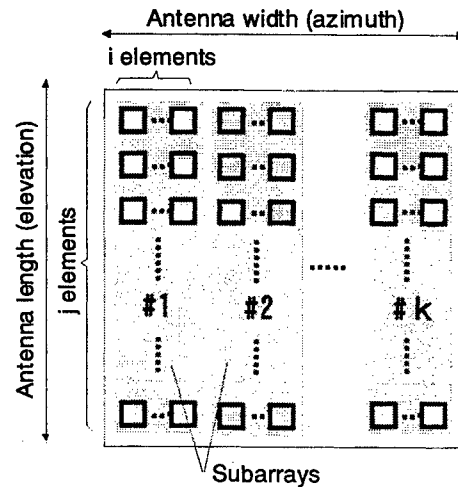 Antenna width (azimuth)
i elements
Antenna length (elevation)
j elements
#1
#2
#k
Subarrays